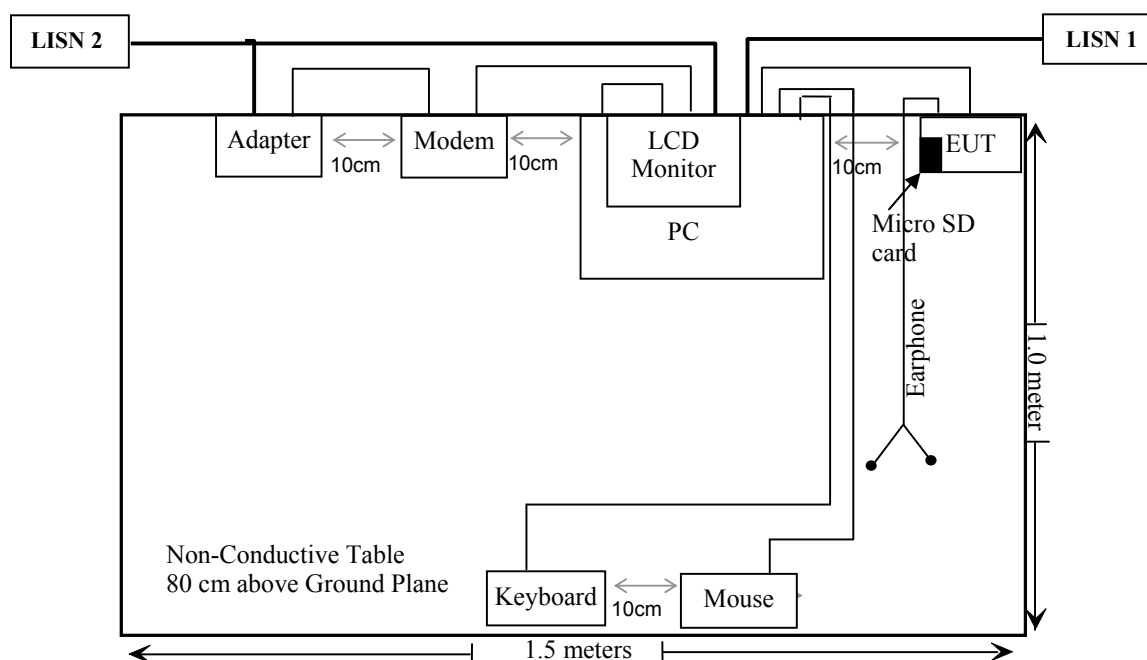 LISN 2
LISN 1
Adapter
10cm
Modem
10cm
LCD
Monitor
PC
10cm
EUT
Micro SD
card
Earphone
1.0 meter
Non-Conductive Table
80 cm above Ground Plane
Keyboard
10cm
Mouse
1.5 meters